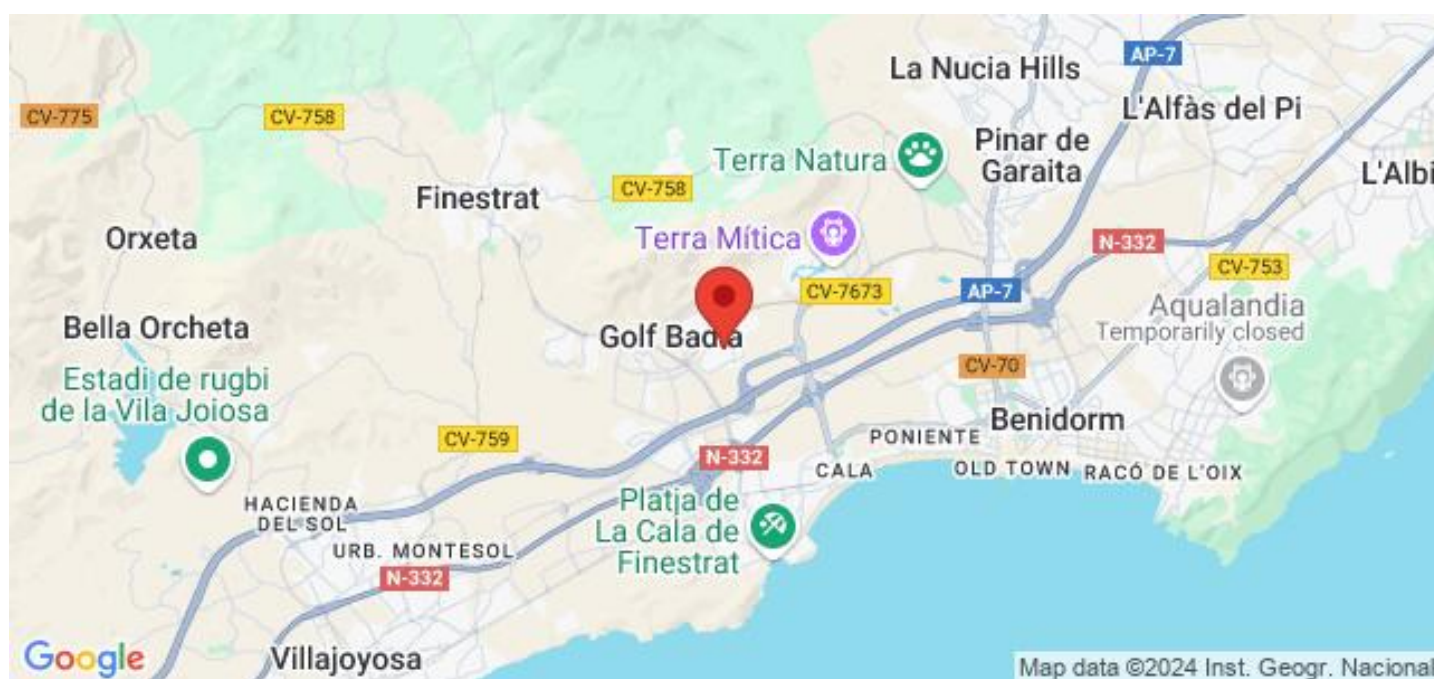 La Nucia Hills
AP-7
CV-775
CV-758
L'Alfàs del Pi
Terra Natura
Pinar de
Garaita
Finestrat
CV-758
L'Albi
Orxeta
Terra Mítica
N-332
CV-753
CV-7673
AP-7
Aqualandia
Temporarily closed
Bella Orcheta
Golf Badia
Estadi de rugbi
de la Vila Joiosa
CV-70
Benidorm
CV-759
PONIENTE
N-332
CALA
OLD TOWN
RACÓ DE L'OIX
HACIENDA
DEL SOL
Platja de
La Cala de
Finestrat
URB. MONTESOL
N-332
Google
Villajoyosa
Map data ©2024 Inst. Geogr. Nacional